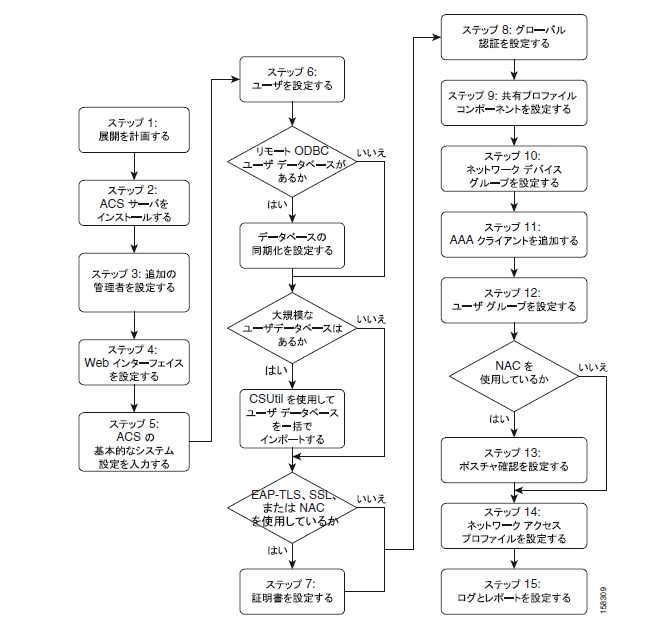 ステップ 1:
展開を計画する
ステップ 2:
ACS サーバを
インストールする
ステップ 3: 追加の
管理者を設定する
ステップ 4:
Web インターフェイス
を設定する
ステップ 5:
ACS の
基本的なシステム
設定を入力する
ステップ 6:
ユーザを設定する
リモート ODBC
ユーザ データベースが
あるか
いいえ
はい
データベースの
同期化を設定する
大規模な
ユーザデータベースは
あるか
いいえ
はい
CSUtil を使用して
ユーザ データベース
を一括で
インポートする
EAP-TLS、SSL、
または NAC
を使用しているか
いいえ
はい
ステップ 7:
証明書を設定する
ステップ 8: グローバル
認証を設定する
ステップ 9: 共有プロファイル
コンポーネントを設定する
ステップ 10:
ネットワーク デバイス
グループを設定する
ステップ 11:
AAA クライアントを追加する
ステップ 12:
ユーザ グループを設定する
NAC を
使用しているか
いいえ
はい
ステップ 13:
ポスチャ確認を設定する
ステップ 14:
ネットワーク アクセス
プロファイルを設定する
ステップ 15:
ログとレポートを設定する
158309